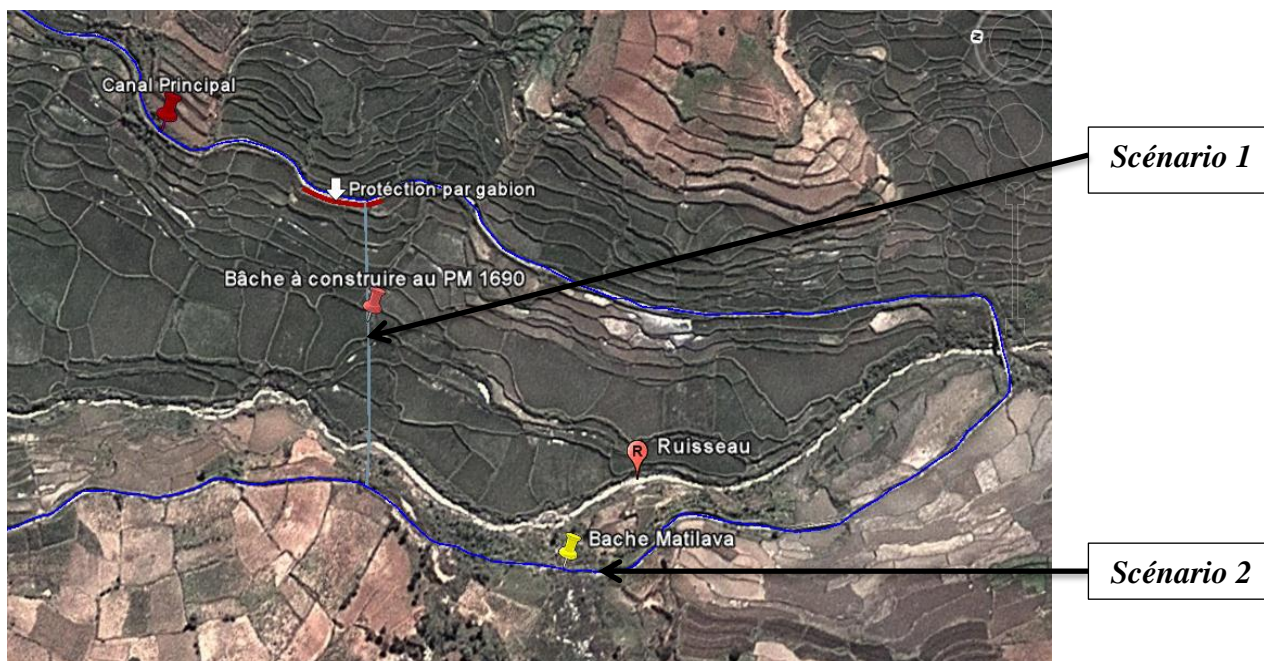 N
Canal Principal
Scénario 1
Protéction par gabion
Bâche à construire au PM 1690
R
Ruisseau
Bache Matilava
Scénario 2